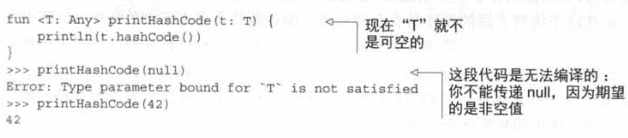 fun <T: Any> printHashCode(t: T) {
现在 "T" 就不
是可空的
println(t.hashCode())
}
>>> printHashCode(null)
Error: Type parameter bound for `T` is not satisfied
>>> printHashCode(42)
42
这段代码是无法编译的：
你不能传递 null，因为期望
的是非空值